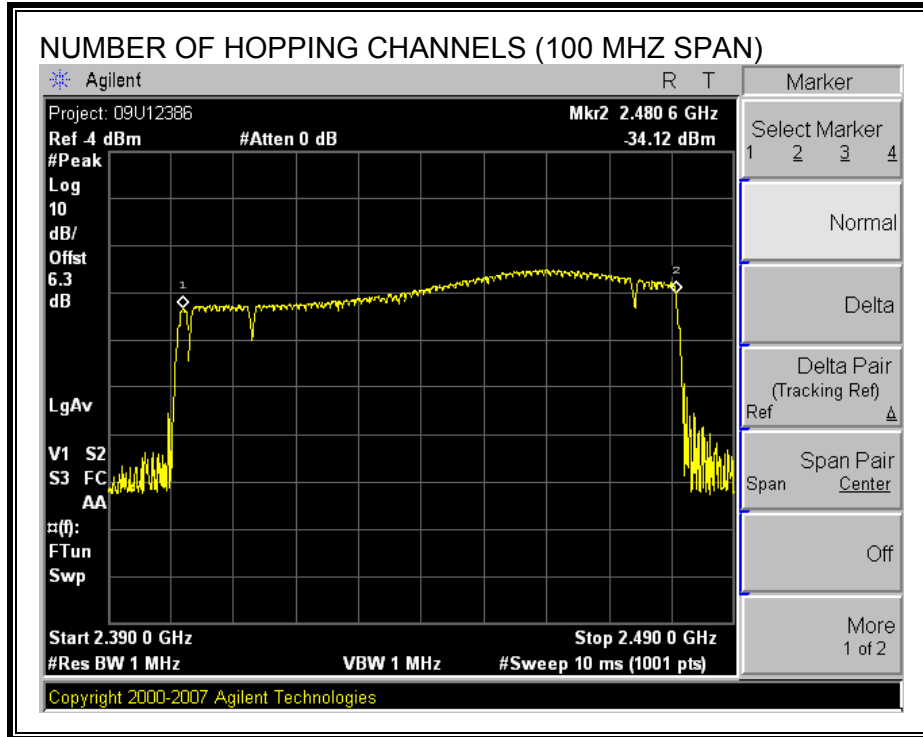 NUMBER OF HOPPING CHANNELS (100 MHZ SPAN)
Agilent R T
Project: 09U12386 Mkr2 2.480 6 GHz
Ref -4 dBm #Atten 0 dB -34.12 dBm
#Peak
Log
10
dB/
Offst
6.3
dB
1
2
LgAv
V1 S2
S3 FC
AA
¤(f):
FTun
Swp
Start 2.390 0 GHz Stop 2.490 0 GHz
#Res BW 1 MHz VBW 1 MHz #Sweep 10 ms (1001 pts)
Copyright 2000-2007 Agilent Technologies
Marker
Select Marker
1 2 3 4
Normal
Delta
Delta Pair
(Tracking Ref)
Ref Δ
Span Pair
Span Center
Off
More
1 of 2